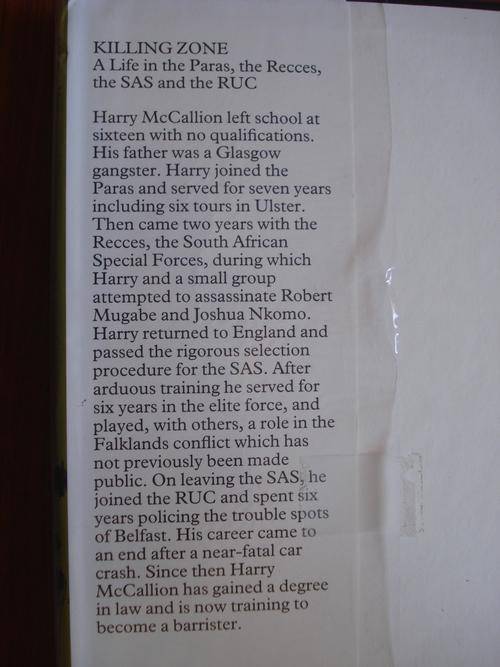 KILLING ZONE
A Life in the Paras, the Recces,
the SAS and the RUC
Harry McCallion left school at
sixteen with no qualifications.
His father was a Glasgow
gangster. Harry joined the
Paras and served for seven years
including six tours in Ulster.
Then came two years with the
Recces, the South African
Special Forces, during which
Harry and a small group
attempted to assassinate Robert
Mugabe and Joshua Nkomo.
Harry returned to England and
passed the rigorous selection
procedure for the SAS. After
arduous training he served for
six years in the elite force, and
played, with others, a role in the
Falklands conflict which has
not previously been made
public. On leaving the SAS, he
joined the RUC and spent six
years policing the trouble spots
of Belfast. His career came to
an end after a near-fatal car
crash. Since then Harry
McCallion has gained a degree
in law and is now training to
become a barrister.